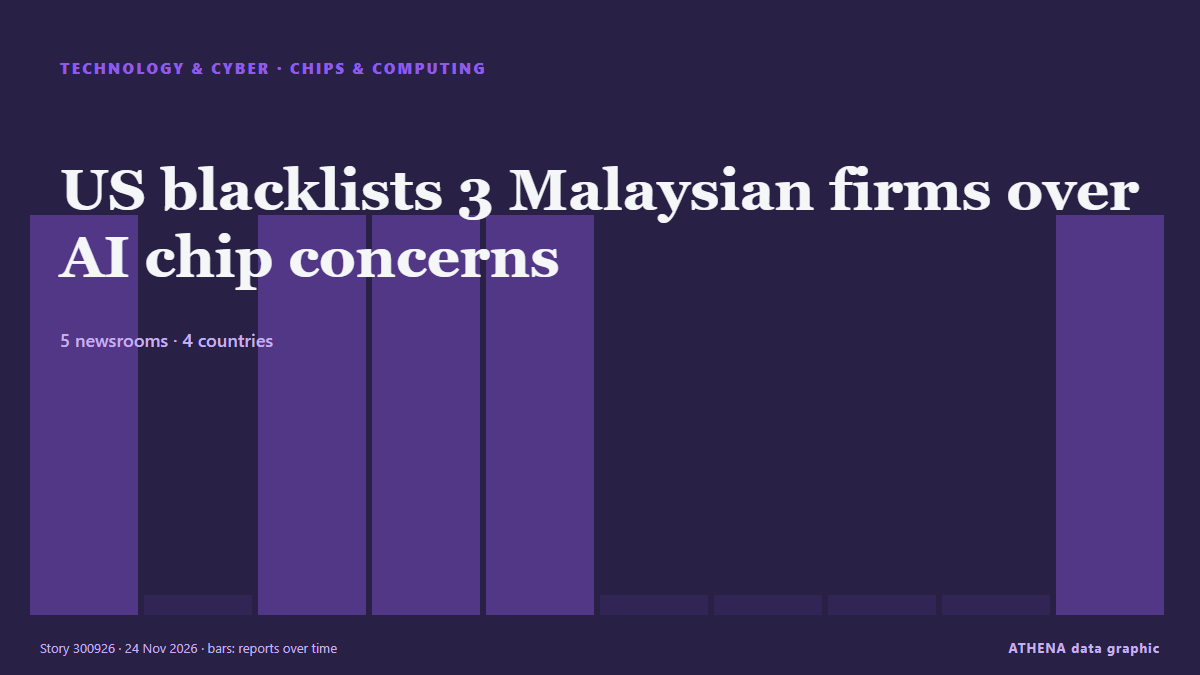 TECHNOLOGY & CYBER · CHIPS & COMPUTING
US blacklists 3 Malaysian firms over
AI chip concerns
5 newsrooms · 4 countries
Story 300926 · 24 Nov 2026 · bars: reports over time
ATHENA data graphic